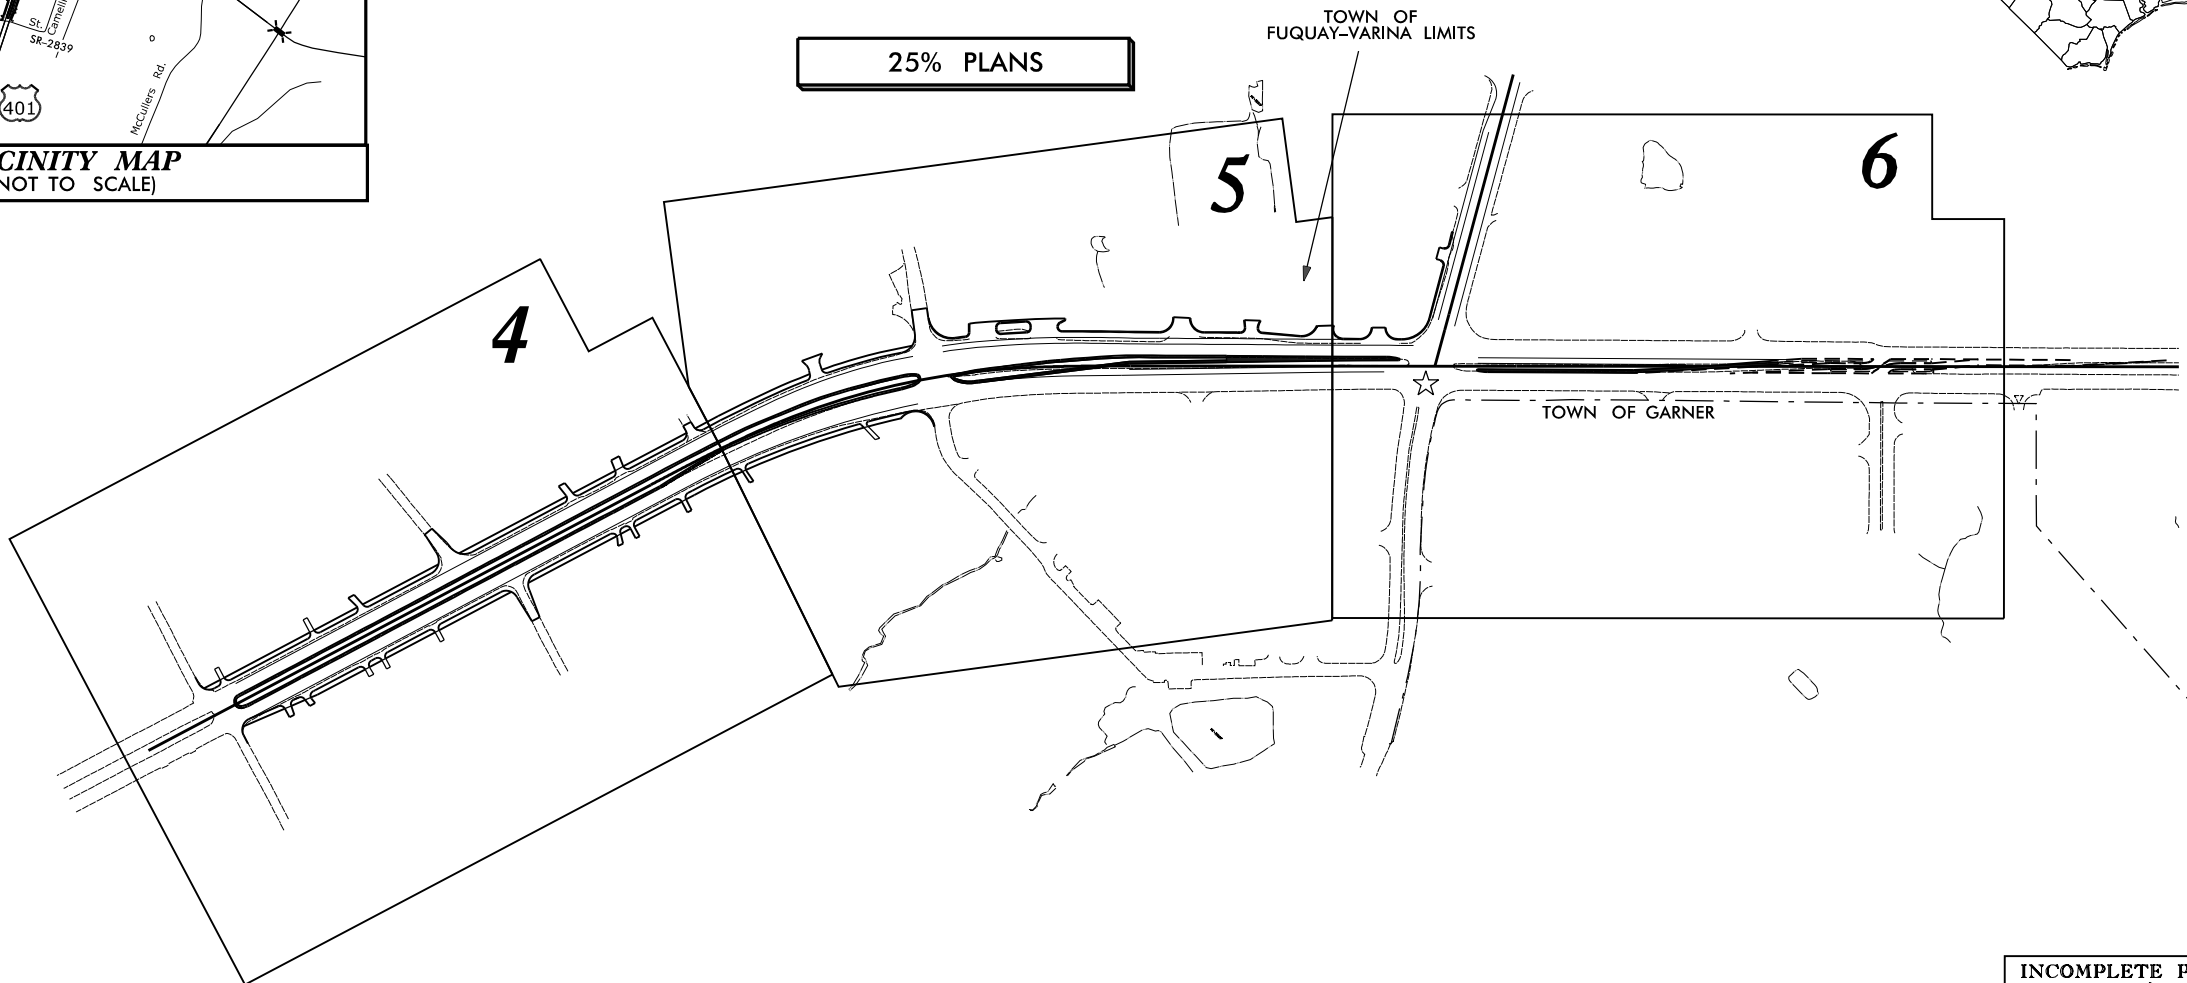 St.
Camelli
SR-2839
McCullers Rd.
401
CINITY MAP
NOT TO SCALE)
25% PLANS
TOWN OF
FUQUAY-VARINA LIMITS
4
5
6
TOWN OF GARNER
INCOMPLETE P